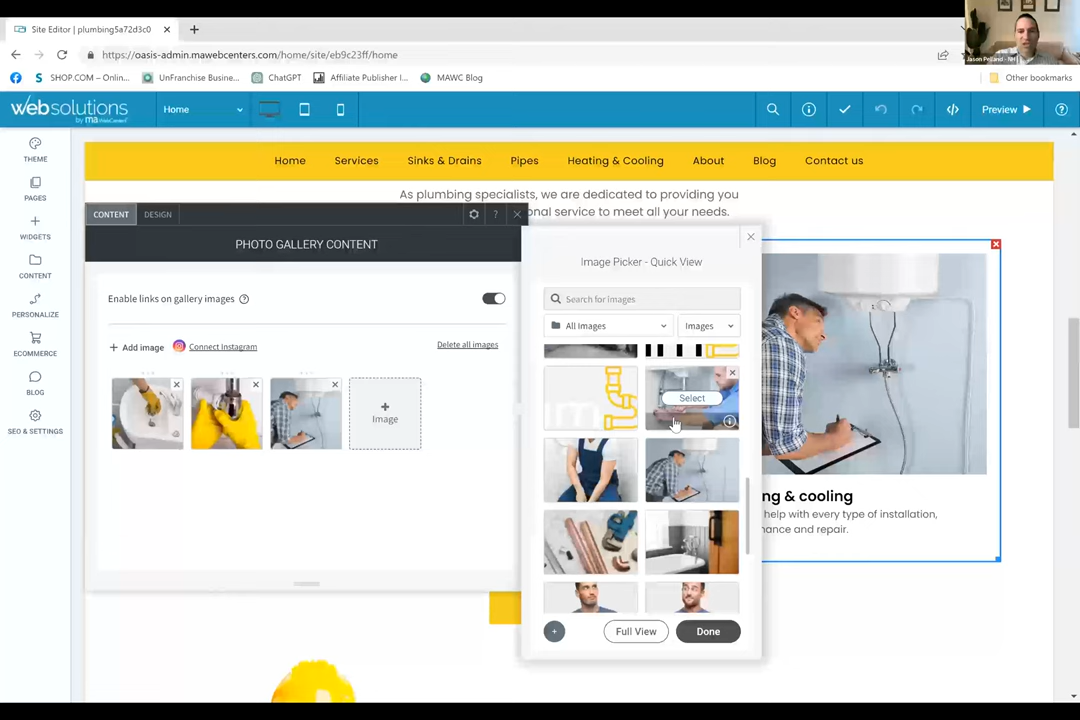 Site Editor | plumbing5a72d3c0
https://oasis-admin.mawebcenters.com/home/site/eb9c23ff/home
SHOP.COM – Onlin... UnFranchise Busine... ChatGPT Affiliate Publisher I... MAWC Blog Other bookmarks
Jason Pelland - NH
websolutions
by ma WebCenters
Home
Preview
THEME
PAGES
WIDGETS
CONTENT
PERSONALIZE
ECOMMERCE
BLOG
SEO & SETTINGS
Home Services Sinks & Drains Pipes Heating & Cooling About Blog Contact us
As plumbing specialists, we are dedicated to providing you
onal service to meet all your needs.
CONTENT DESIGN
PHOTO GALLERY CONTENT
Enable links on gallery images
+ Add image Connect Instagram Delete all images
+
Image
Image Picker - Quick View
Search for images
All Images Images
Select
+ Full View Done
ng & cooling
help with every type of installation,
nance and repair.